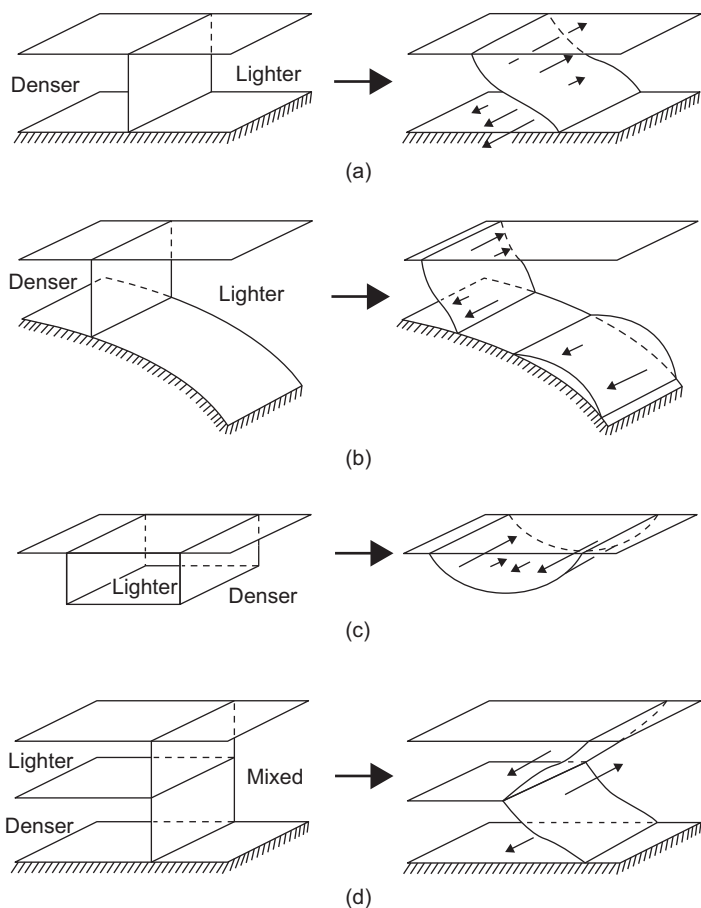 Denser
Lighter
(a)
Denser
Lighter
(b)
Lighter
Denser
(c)
Lighter
Mixed
Denser
(d)